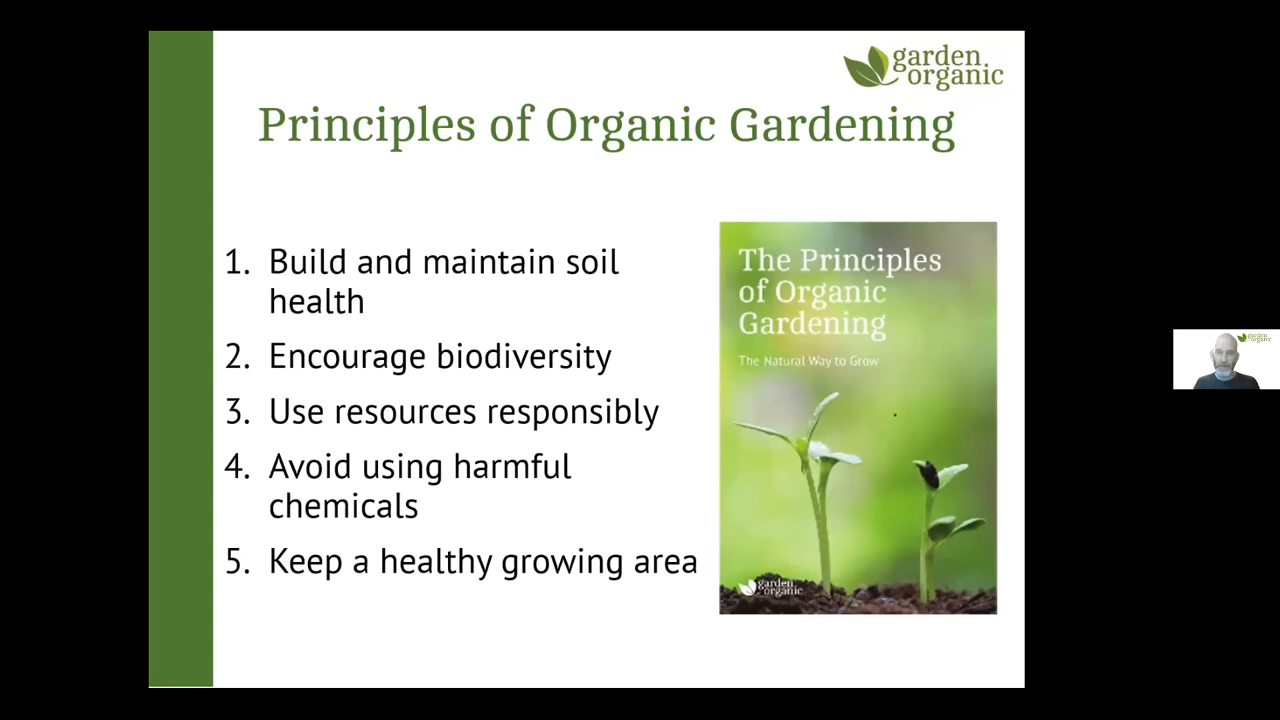 garden
organic
Principles of Organic Gardening
1. Build and maintain soil
health
2. Encourage biodiversity
3. Use resources responsibly
4. Avoid using harmful
chemicals
5. Keep a healthy growing area
The Principles
of Organic
Gardening
The Natural Way to Grow
garden
organic
garden
organic